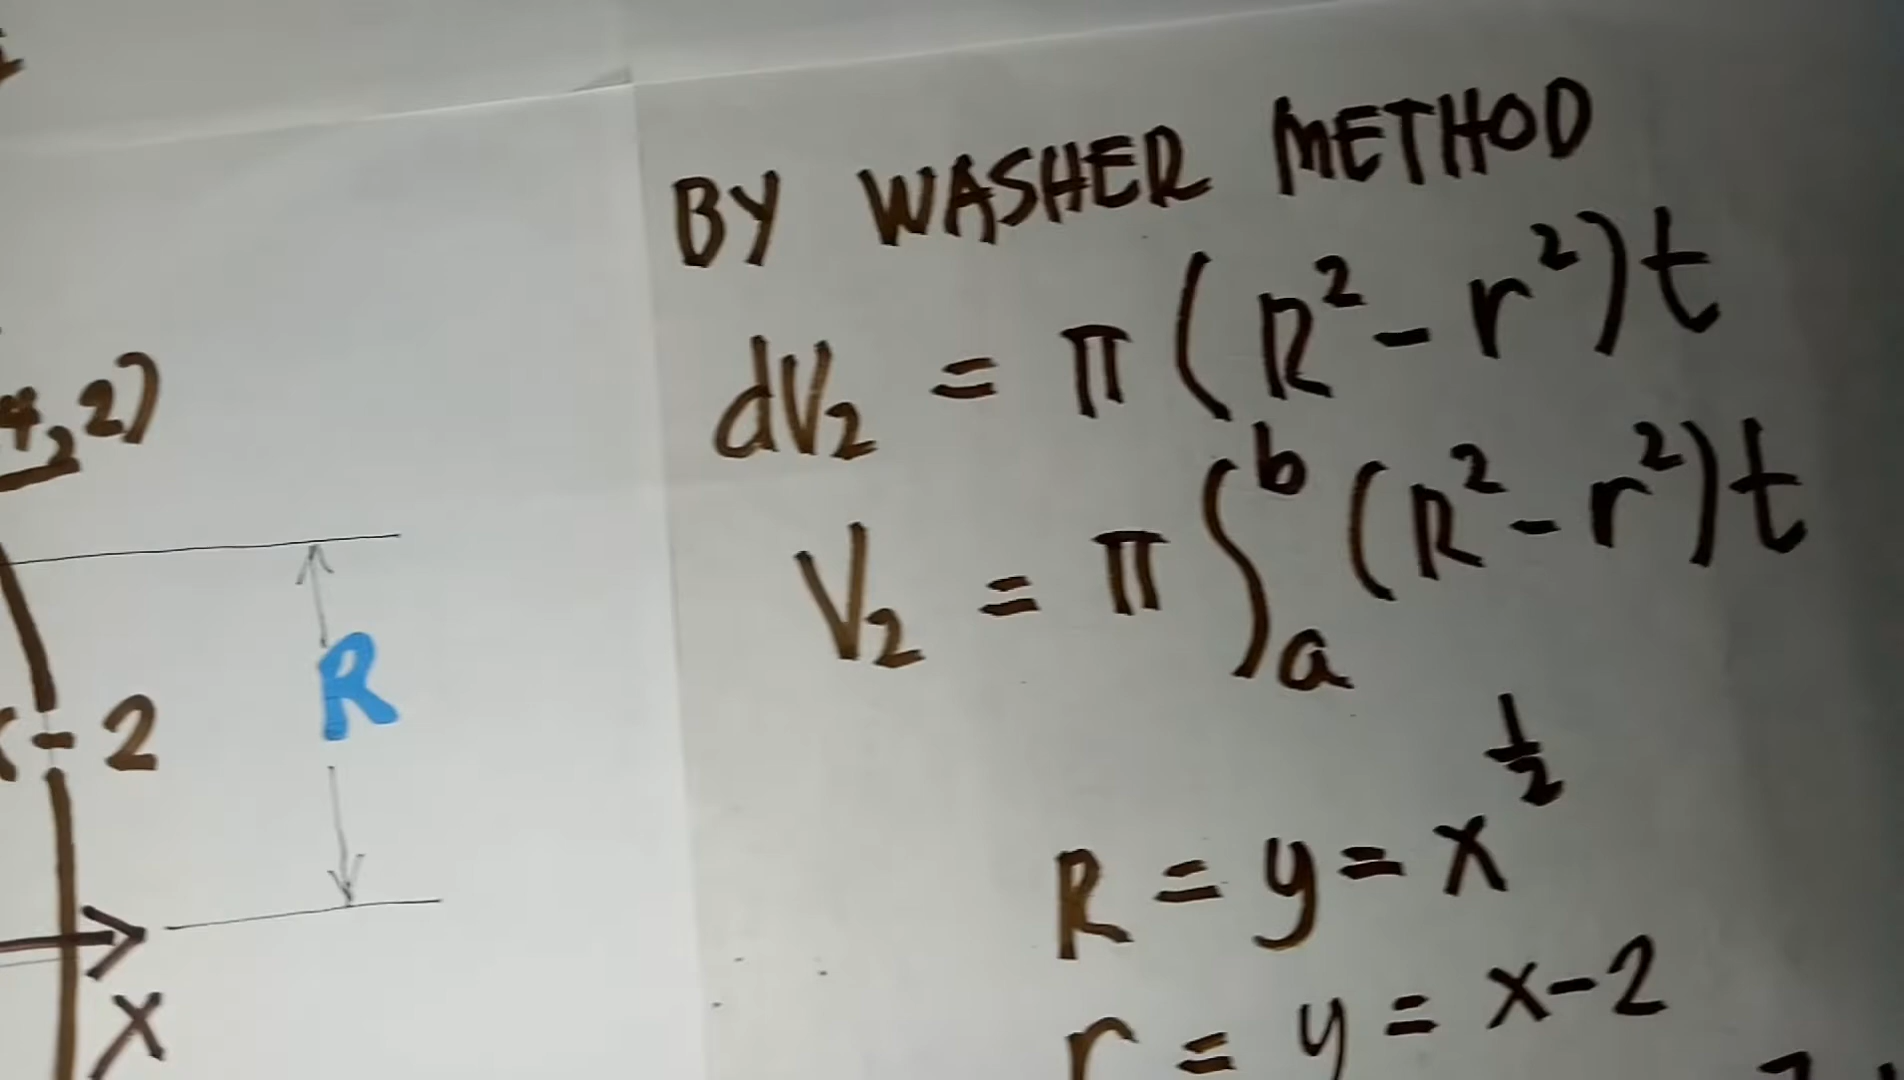 4,2)
R
- 2
X
BY WASHER METHOD
dV₂ = π(R² - r²)t
V₂ = π∫ₐᵇ(R² - r²)t
R = y = x^½
r = y = x-2